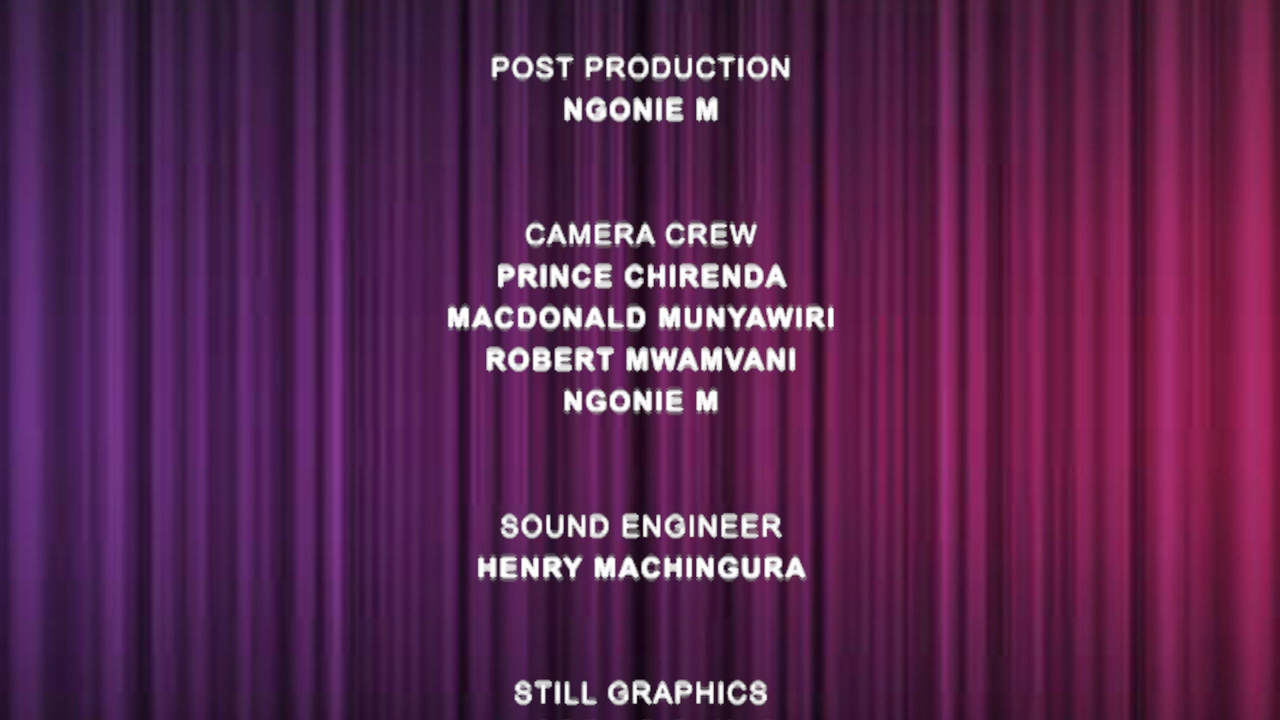 POST PRODUCTION
NGONIE M
CAMERA CREW
PRINCE CHIRENDA
MACDONALD MUNYAWIRI
ROBERT MWAMVANI
NGONIE M
SOUND ENGINEER
HENRY MACHINGURA
STILL GRAPHICS